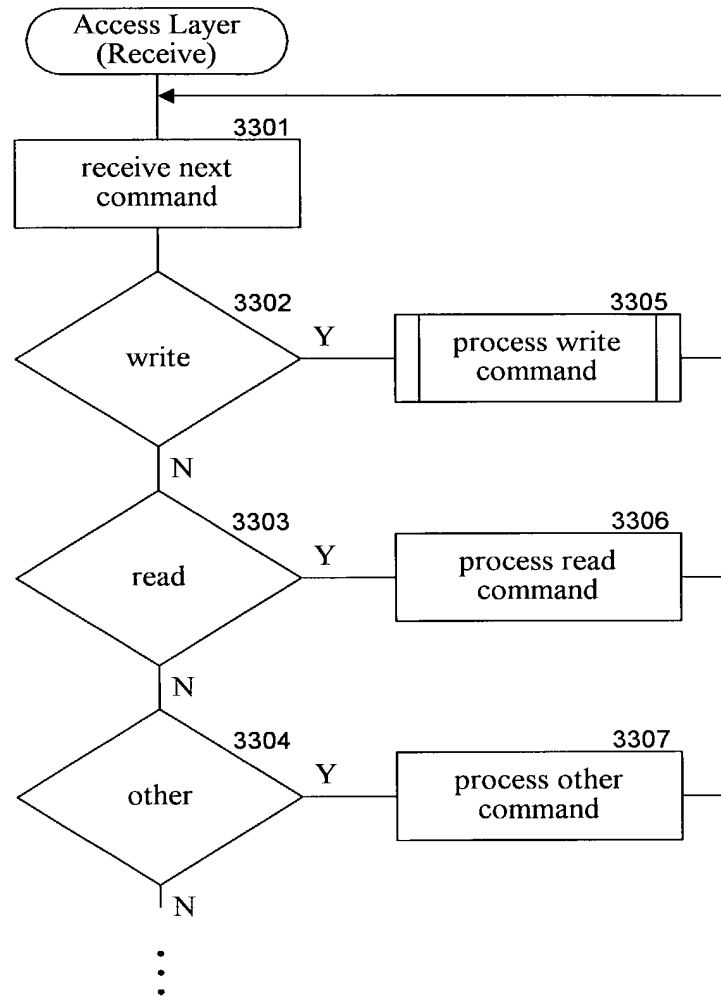 Access Layer
(Receive)
3301
receive next
command
3302
write
Y
3305
process write
command
N
3303
read
Y
3306
process read
command
N
3304
other
Y
3307
process other
command
N